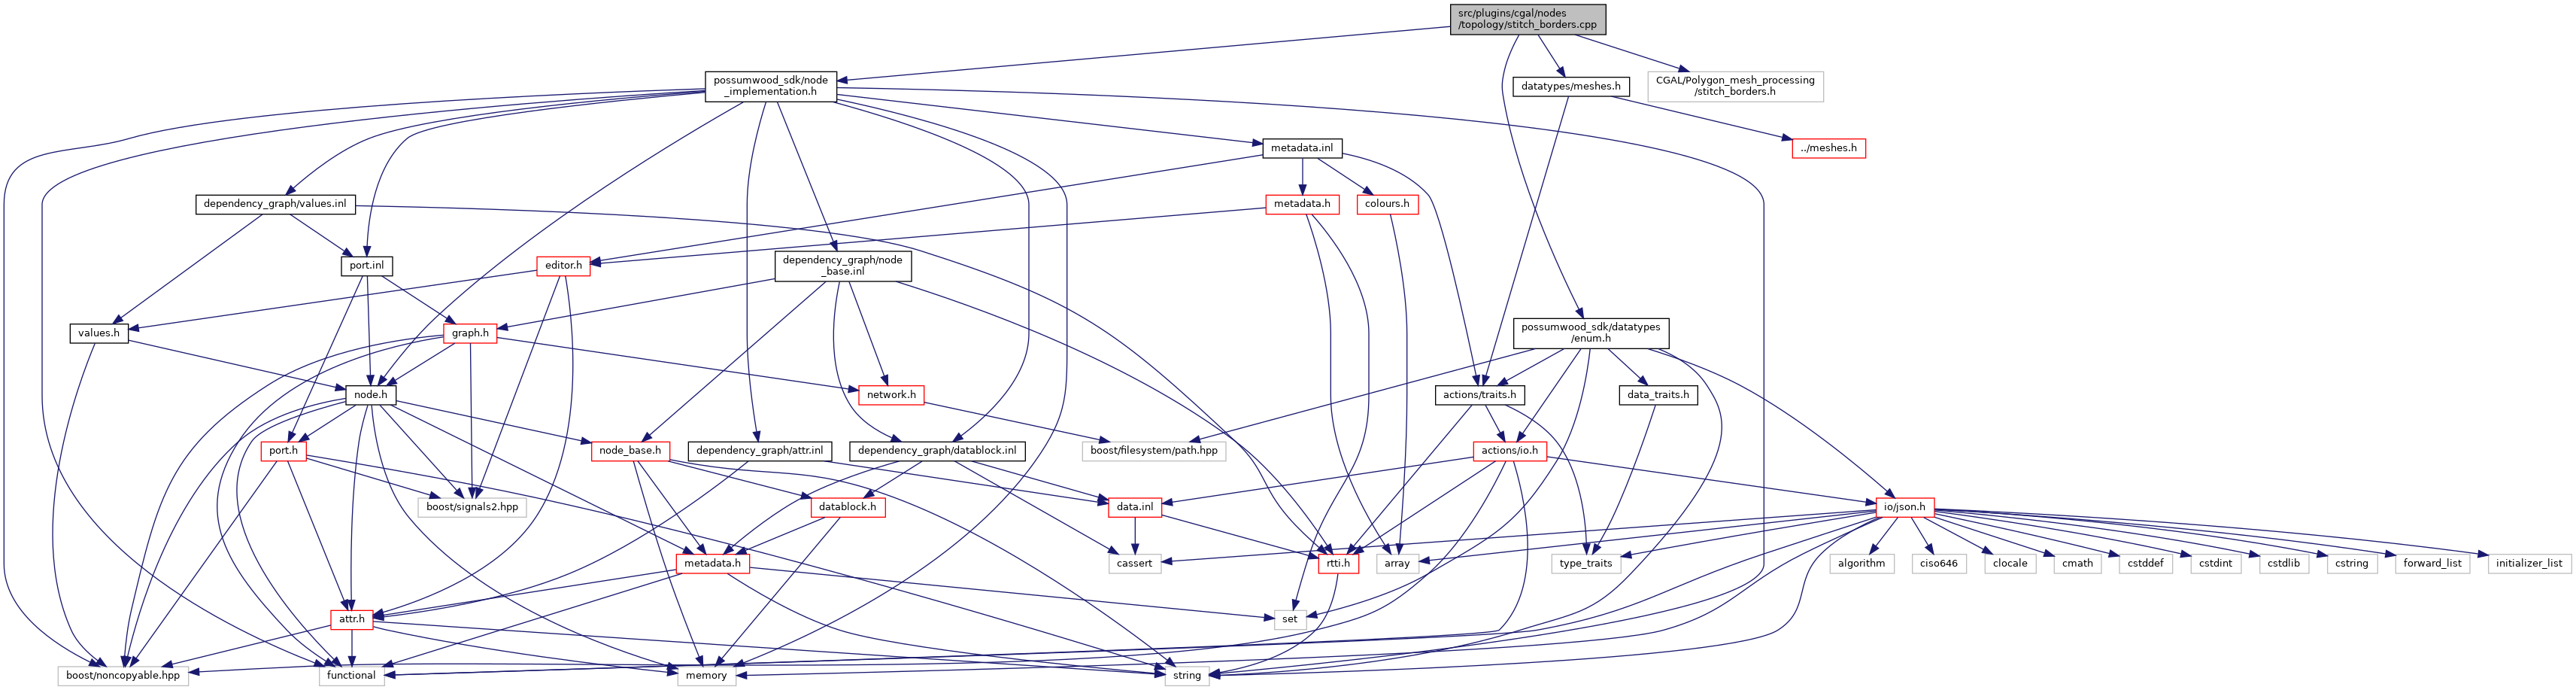 src/plugins/cgal/nodes
/topology/stitch_borders.cpp
possumwood_sdk/node
_implementation.h
datatypes/meshes.h
CGAL/Polygon_mesh_processing
/stitch_borders.h
metadata.inl
../meshes.h
dependency_graph/values.inl
metadata.h
colours.h
port.inl
editor.h
dependency_graph/node
_base.inl
values.h
graph.h
possumwood_sdk/datatypes
/enum.h
node.h
network.h
actions/traits.h
data_traits.h
port.h
node_base.h
dependency_graph/attr.inl
dependency_graph/datablock.inl
boost/filesystem/path.hpp
actions/io.h
boost/signals2.hpp
datablock.h
data.inl
io/json.h
metadata.h
cassert
rtti.h
array
type_traits
algorithm
ciso646
clocale
cmath
cstddef
cstdint
cstdlib
cstring
forward_list
initializer_list
attr.h
set
boost/noncopyable.hpp
functional
memory
string